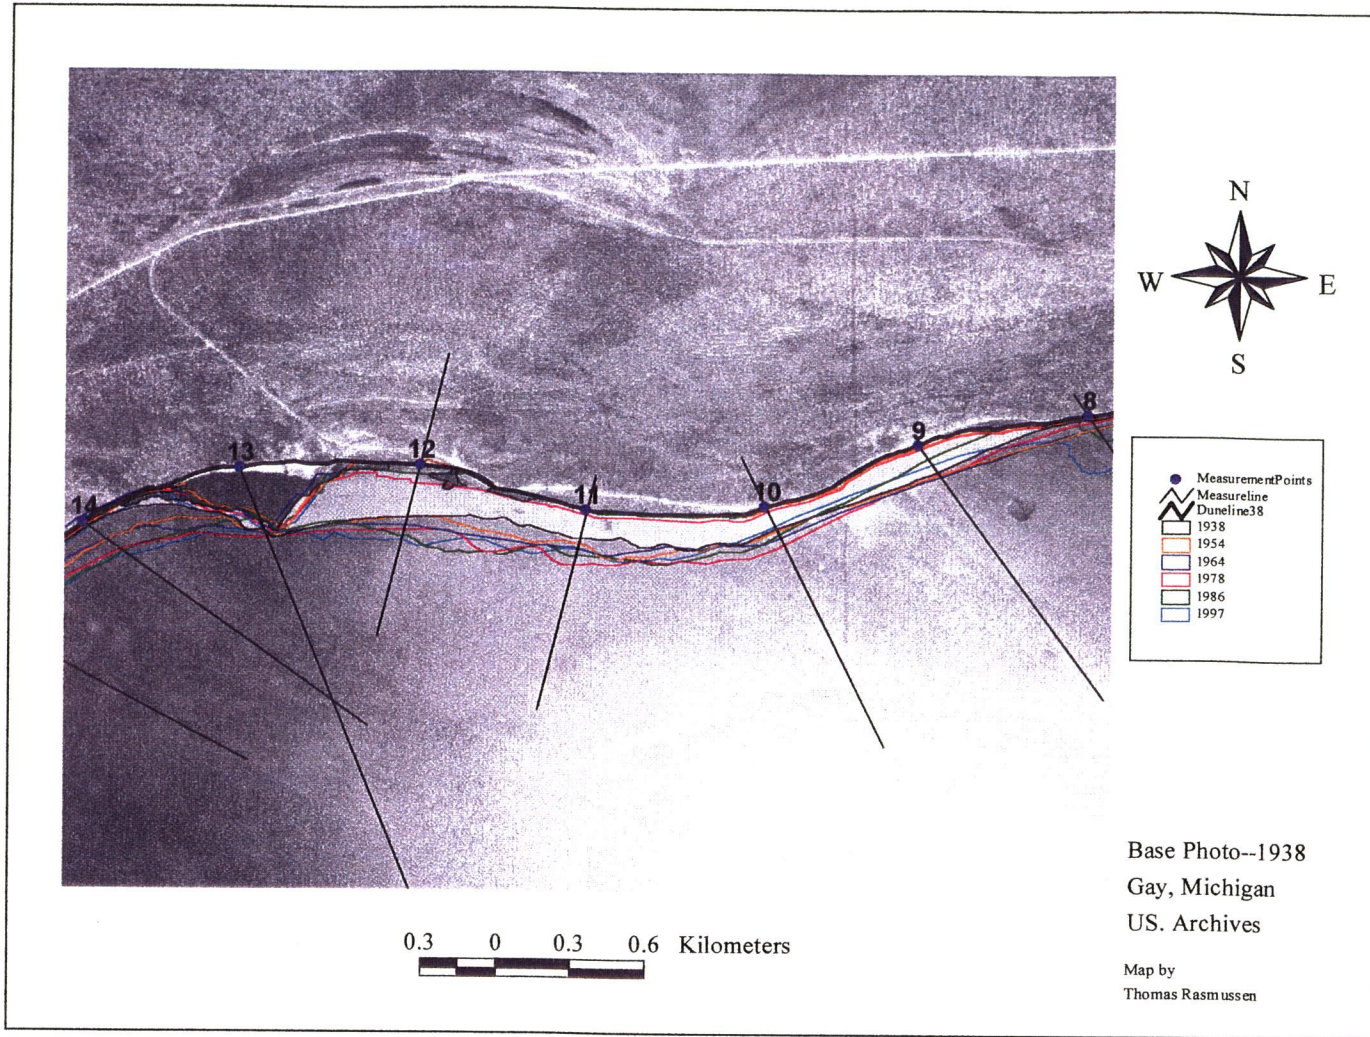 N
W E
S
8
9
10
11
12
13
14
MeasurementPoints
Measureline
Duneline38
1938
1954
1964
1978
1986
1997
Base Photo--1938
Gay, Michigan
US. Archives
Map by
Thomas Rasmussen
0.3 0 0.3 0.6 Kilometers